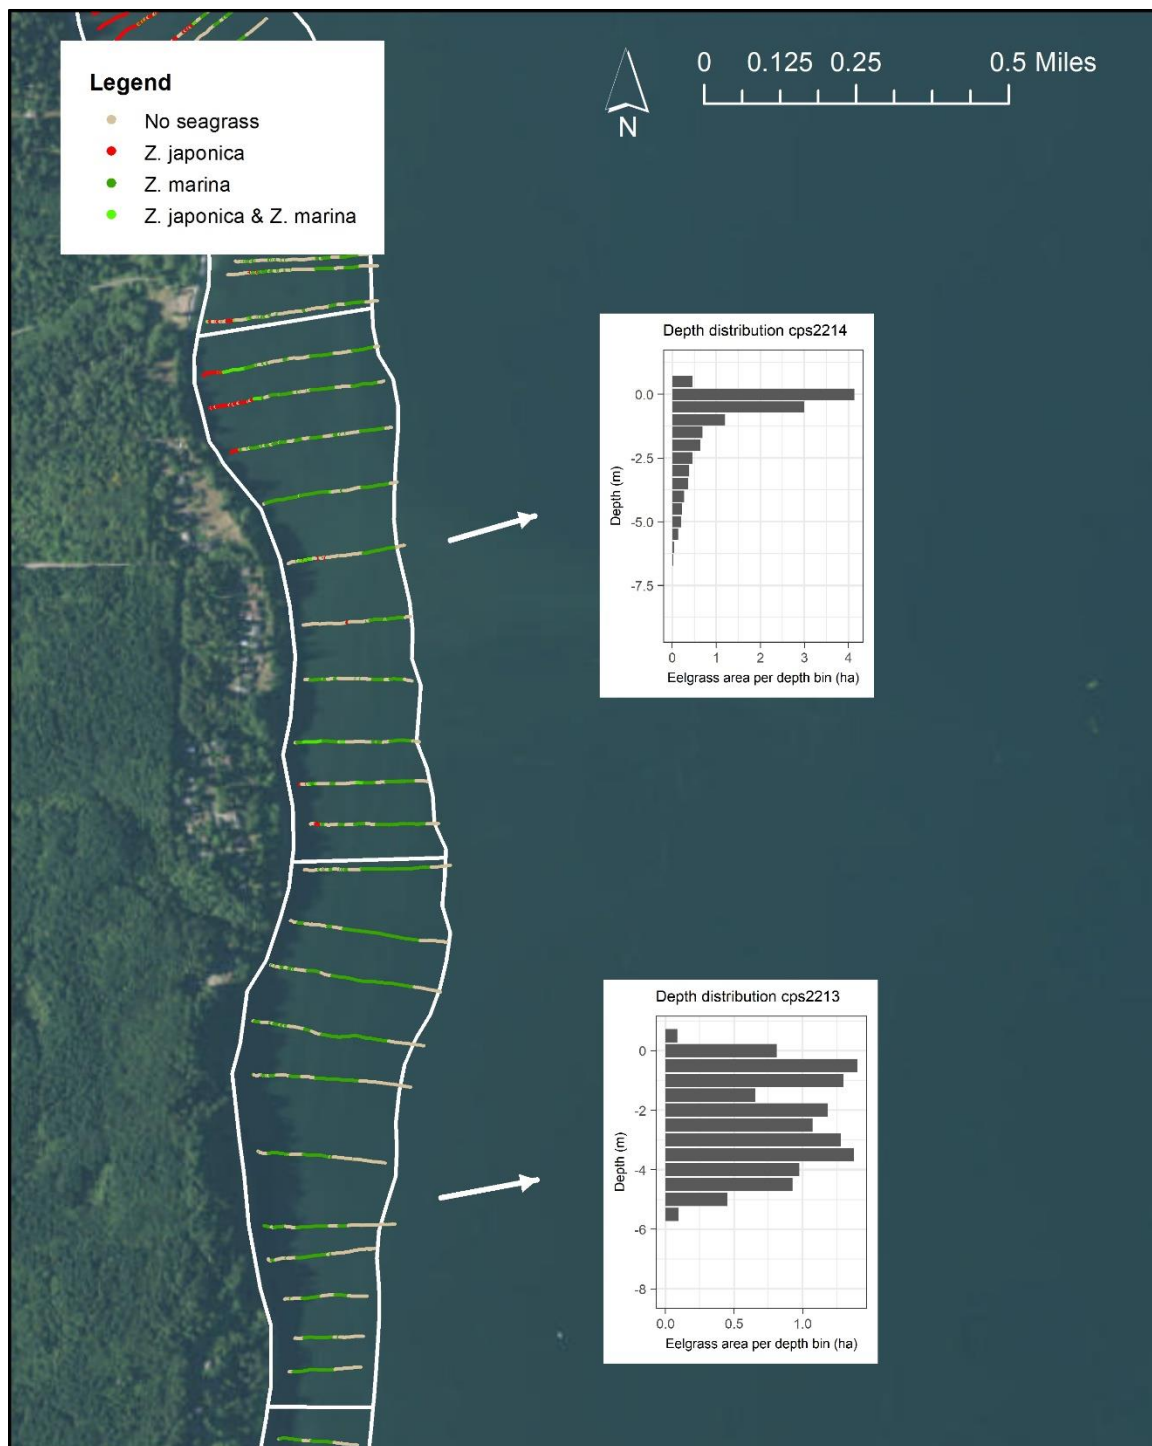 Legend
No seagrass
Z. japonica
Z. marina
Z. japonica & Z. marina
N
0 0.125 0.25 0.5 Miles
Depth distribution cps2214
Depth (m)
0.0
-2.5
-5.0
-7.5
0 1 2 3 4
Eelgrass area per depth bin (ha)
Depth distribution cps2213
Depth (m)
0
-2
-4
-6
-8
0.0 0.5 1.0
Eelgrass area per depth bin (ha)